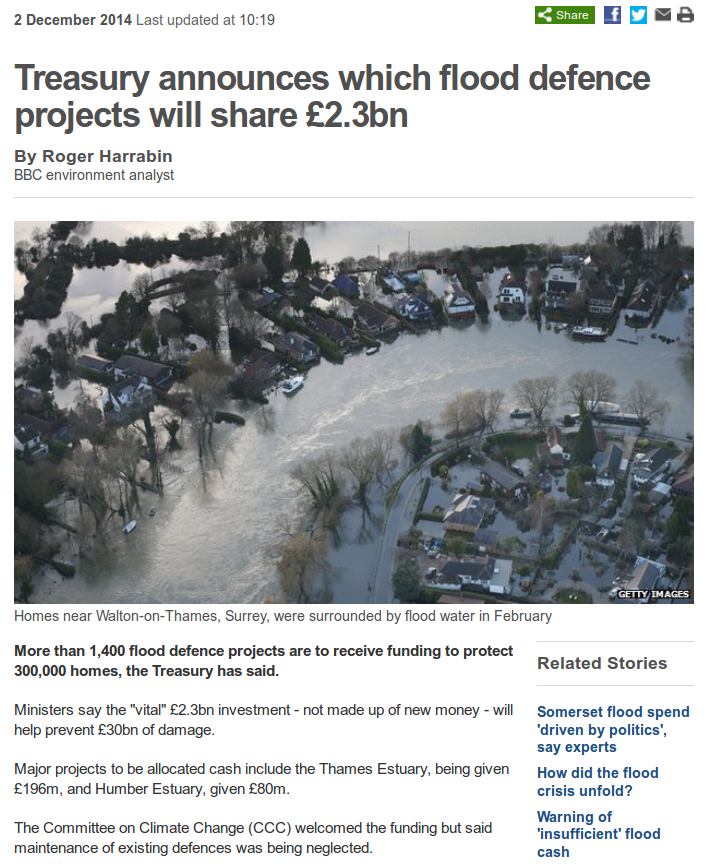 2 December 2014 Last updated at 10:19
Share
Treasury announces which flood defence
projects will share £2.3bn
By Roger Harrabin
BBC environment analyst
GETTY IMAGES
Homes near Walton-on-Thames, Surrey, were surrounded by flood water in February
More than 1,400 flood defence projects are to receive funding to protect
300,000 homes, the Treasury has said.
Ministers say the "vital" £2.3bn investment - not made up of new money - will
help prevent £30bn of damage.
Major projects to be allocated cash include the Thames Estuary, being given
£196m, and Humber Estuary, given £80m.
The Committee on Climate Change (CCC) welcomed the funding but said
maintenance of existing defences was being neglected.
Related Stories
Somerset flood spend
'driven by politics',
say experts
How did the flood
crisis unfold?
Warning of
'insufficient' flood
cash